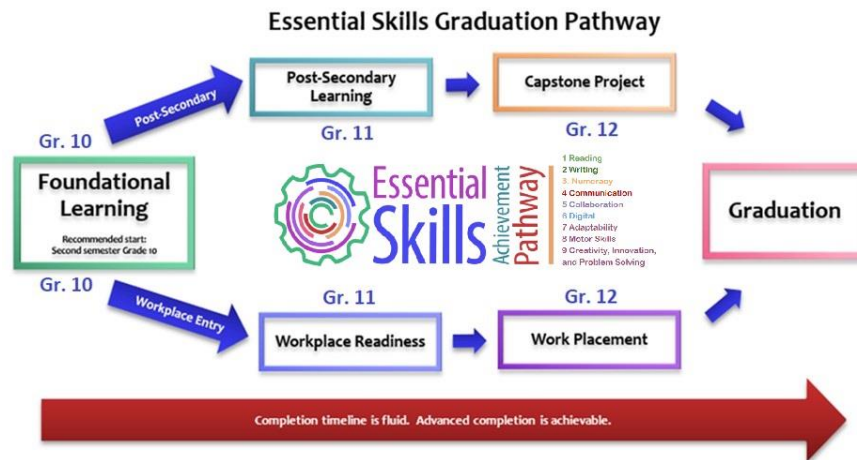 Essential Skills Graduation Pathway
Post-Secondary
Post-Secondary
Learning
Capstone Project
Gr. 10
Gr. 11
Gr. 12
Foundational
Learning
Recommended start:
Second semester Grade 10
Essential
Skills
Achievement
Pathway
1 Reading
2 Writing
3. Numeracy
4 Communication
5 Collaboration
6 Digital
7 Adaptability
8 Motor Skills
9 Creativity, Innovation,
and Problem Solving
Graduation
Gr. 10
Gr. 11
Gr. 12
Workplace Entry
Workplace Readiness
Work Placement
Completion timeline is fluid. Advanced completion is achievable.